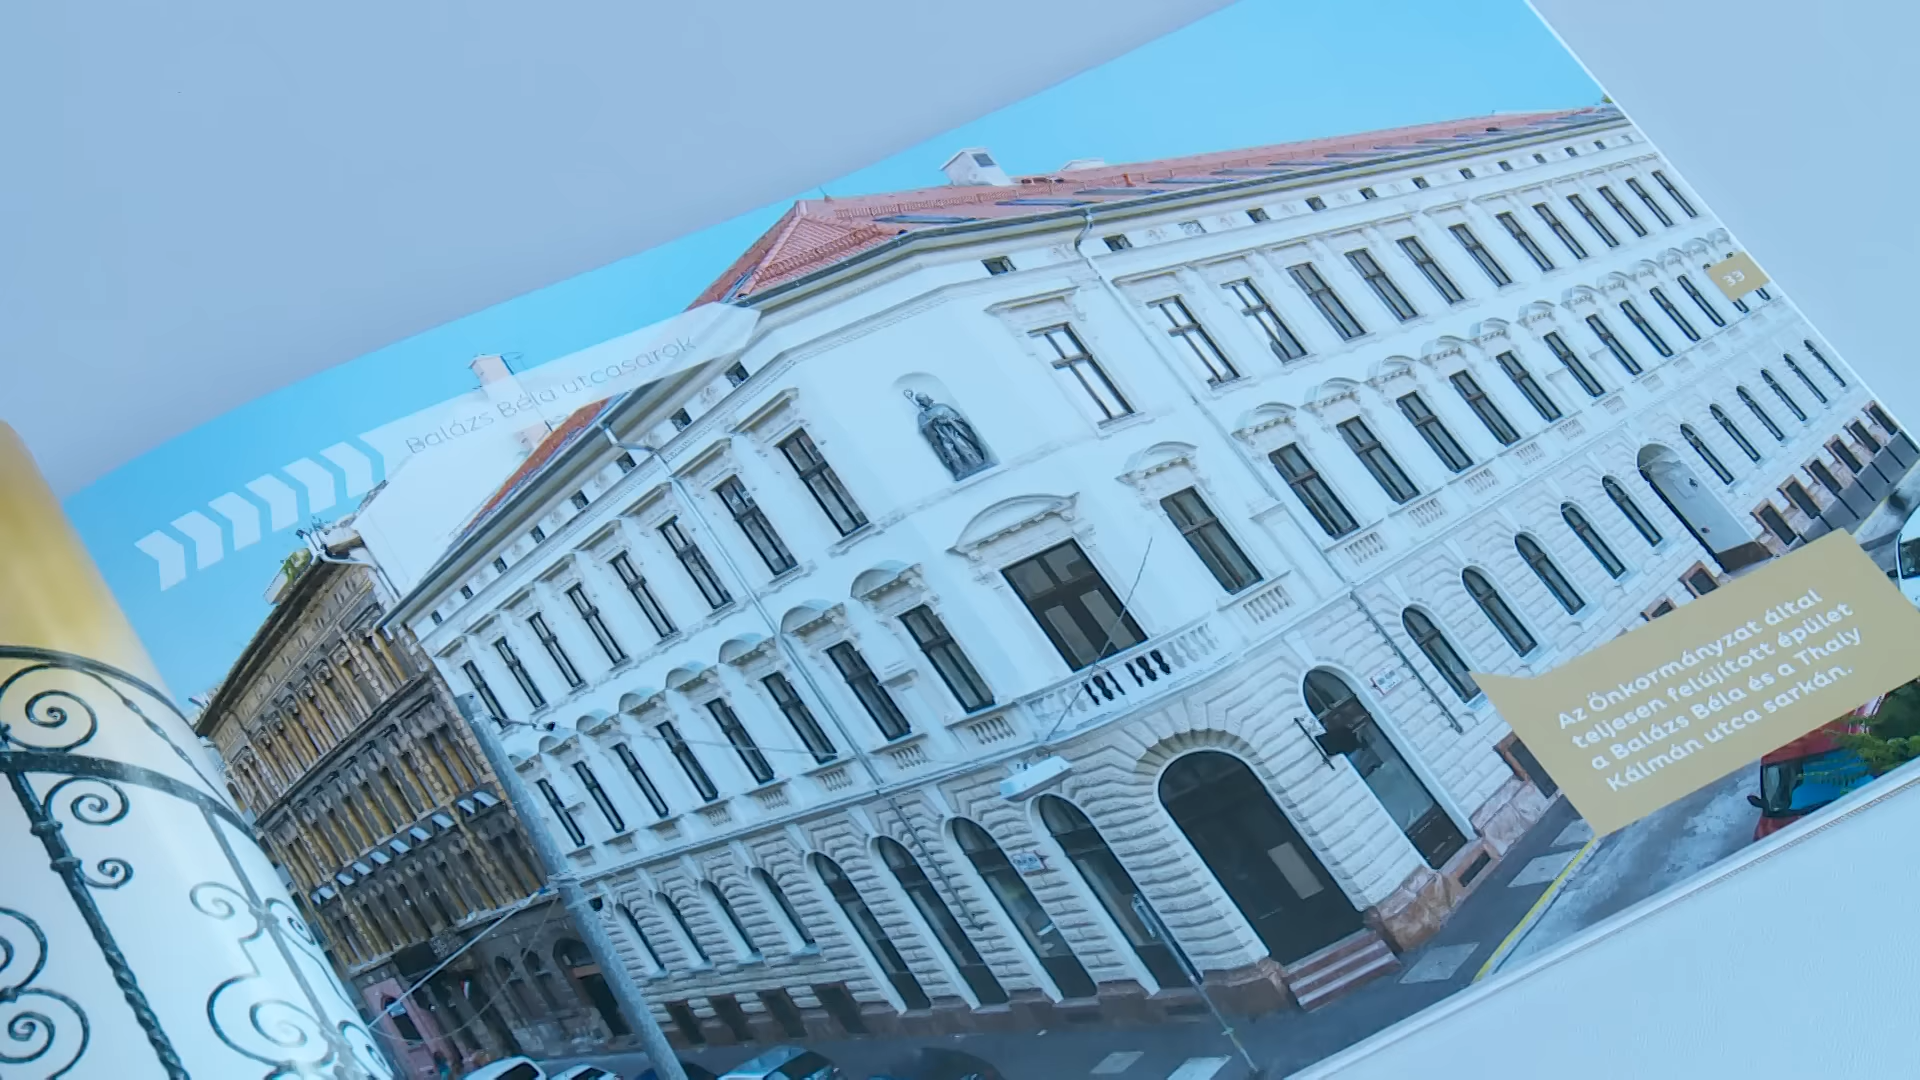 Balázs Béla utcasarok
33
Az Önkormányzat által
teljesen felújított épület
a Balázs Béla és a Thaly
Kálmán utca sarkán.